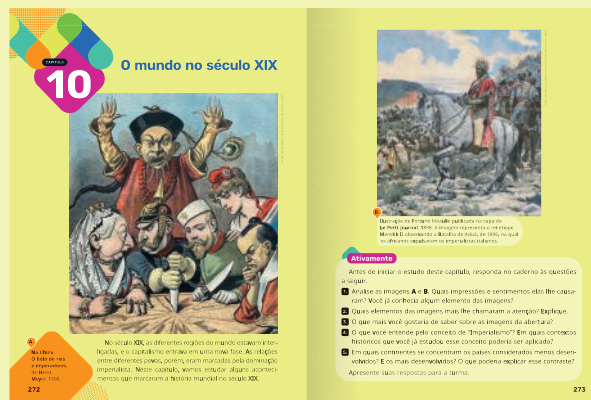 CAPÍTULO
10
O mundo no século XIX
A
Na China
O bolo de reis
e imperadores
de Henri
Meyer, 1898
272
No século XIX, as diferentes regiões do mundo estavam inter-
ligadas, e o capitalismo entrava em uma nova fase. As relações
entre diferentes povos, porém, eram marcadas pela dominação
imperialista. Neste capítulo, vamos estudar alguns aconteci-
mentos que marcaram a história mundial no século XIX.
B
Ilustração de Fortuné Méaulle publicada na capa do
Le Petit Journal, 1898. A imagem representa o rei etíope
Menelik II observando a Batalha de Adua, de 1896, na qual
os africanos expulsaram os imperialistas italianos.
Ativamente
Antes de iniciar o estudo deste capítulo, responda no caderno às questões
a seguir.
1. Analise as imagens A e B. Quais impressões e sentimentos elas lhe causa-
ram? Você já conhecia algum elemento das imagens?
2. Quais elementos das imagens mais lhe chamaram a atenção? Explique.
3. O que mais você gostaria de saber sobre as imagens da abertura?
4. O que você entende pelo conceito de "Imperialismo"? Em quais contextos
históricos que você já estudou esse conceito poderia ser aplicado?
5. Em quais continentes se concentram os países considerados menos desen-
volvidos? E os mais desenvolvidos? O que poderia explicar esse contraste?
Apresente suas respostas para a turma.
273